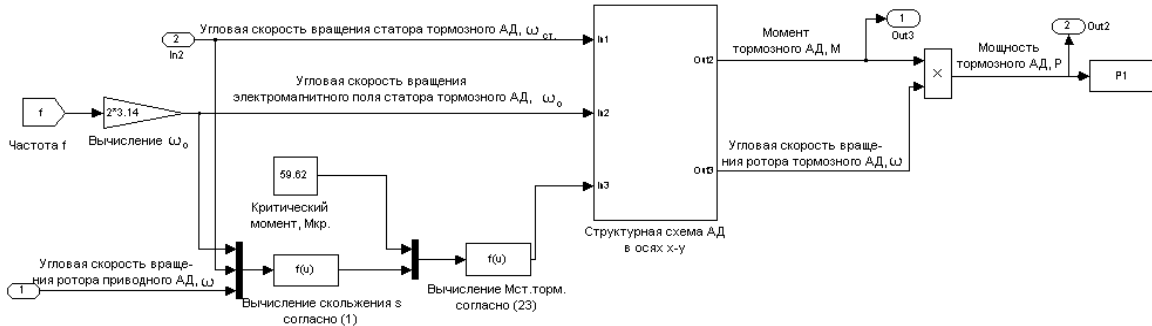 Угловая скорость вращения статора тормозного АД, ω ст.
2
In2
In1
Out2
Момент
тормозного АД, М
1
Out3
2
Out2
Мощность
тормозного АД, Р
×
P1
Угловая скорость вращения
электромагнитного поля статора тормозного АД, ω о
In2
f
2*3.14
Частота f
Вычисление ω о
Угловая скорость враще-
ния ротора тормозного АД, ω
Out3
59.62
In3
Критический
момент, Мкр.
Структурная схема АД
в осях x-y
f(u)
f(u)
Угловая скорость враще-
ния ротора приводного АД, ω
1
Вычисление скольжения s
согласно (1)
Вычисление Мст.торм.
согласно (23)